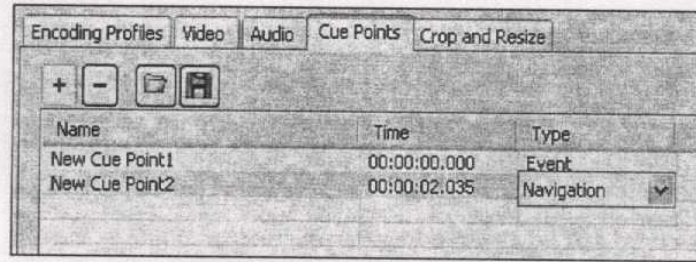 Encoding Profiles Video Audio Cue Points Crop and Resize
+ -
Name Time Type
New Cue Point1 00:00:00.000 Event
New Cue Point2 00:00:02.035 Navigation